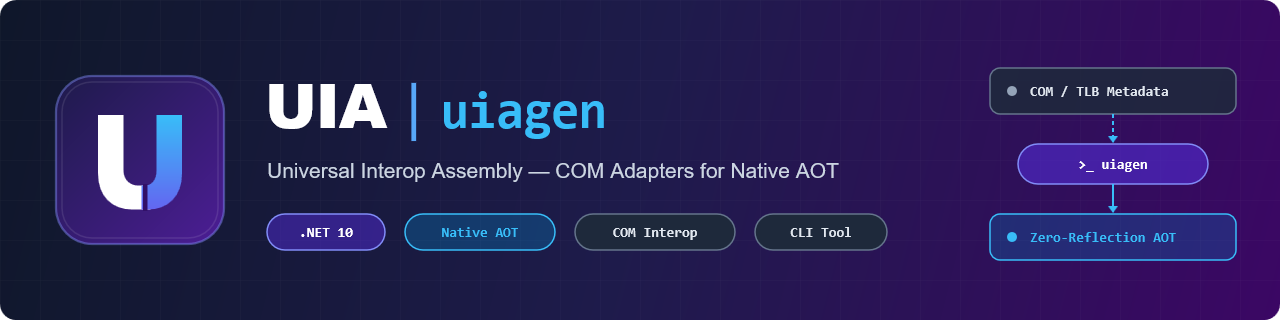 U
UIA | uiagen
Universal Interop Assembly — COM Adapters for Native AOT
.NET 10
Native AOT
COM Interop
CLI Tool
COM / TLB Metadata
>_ uiagen
Zero-Reflection AOT